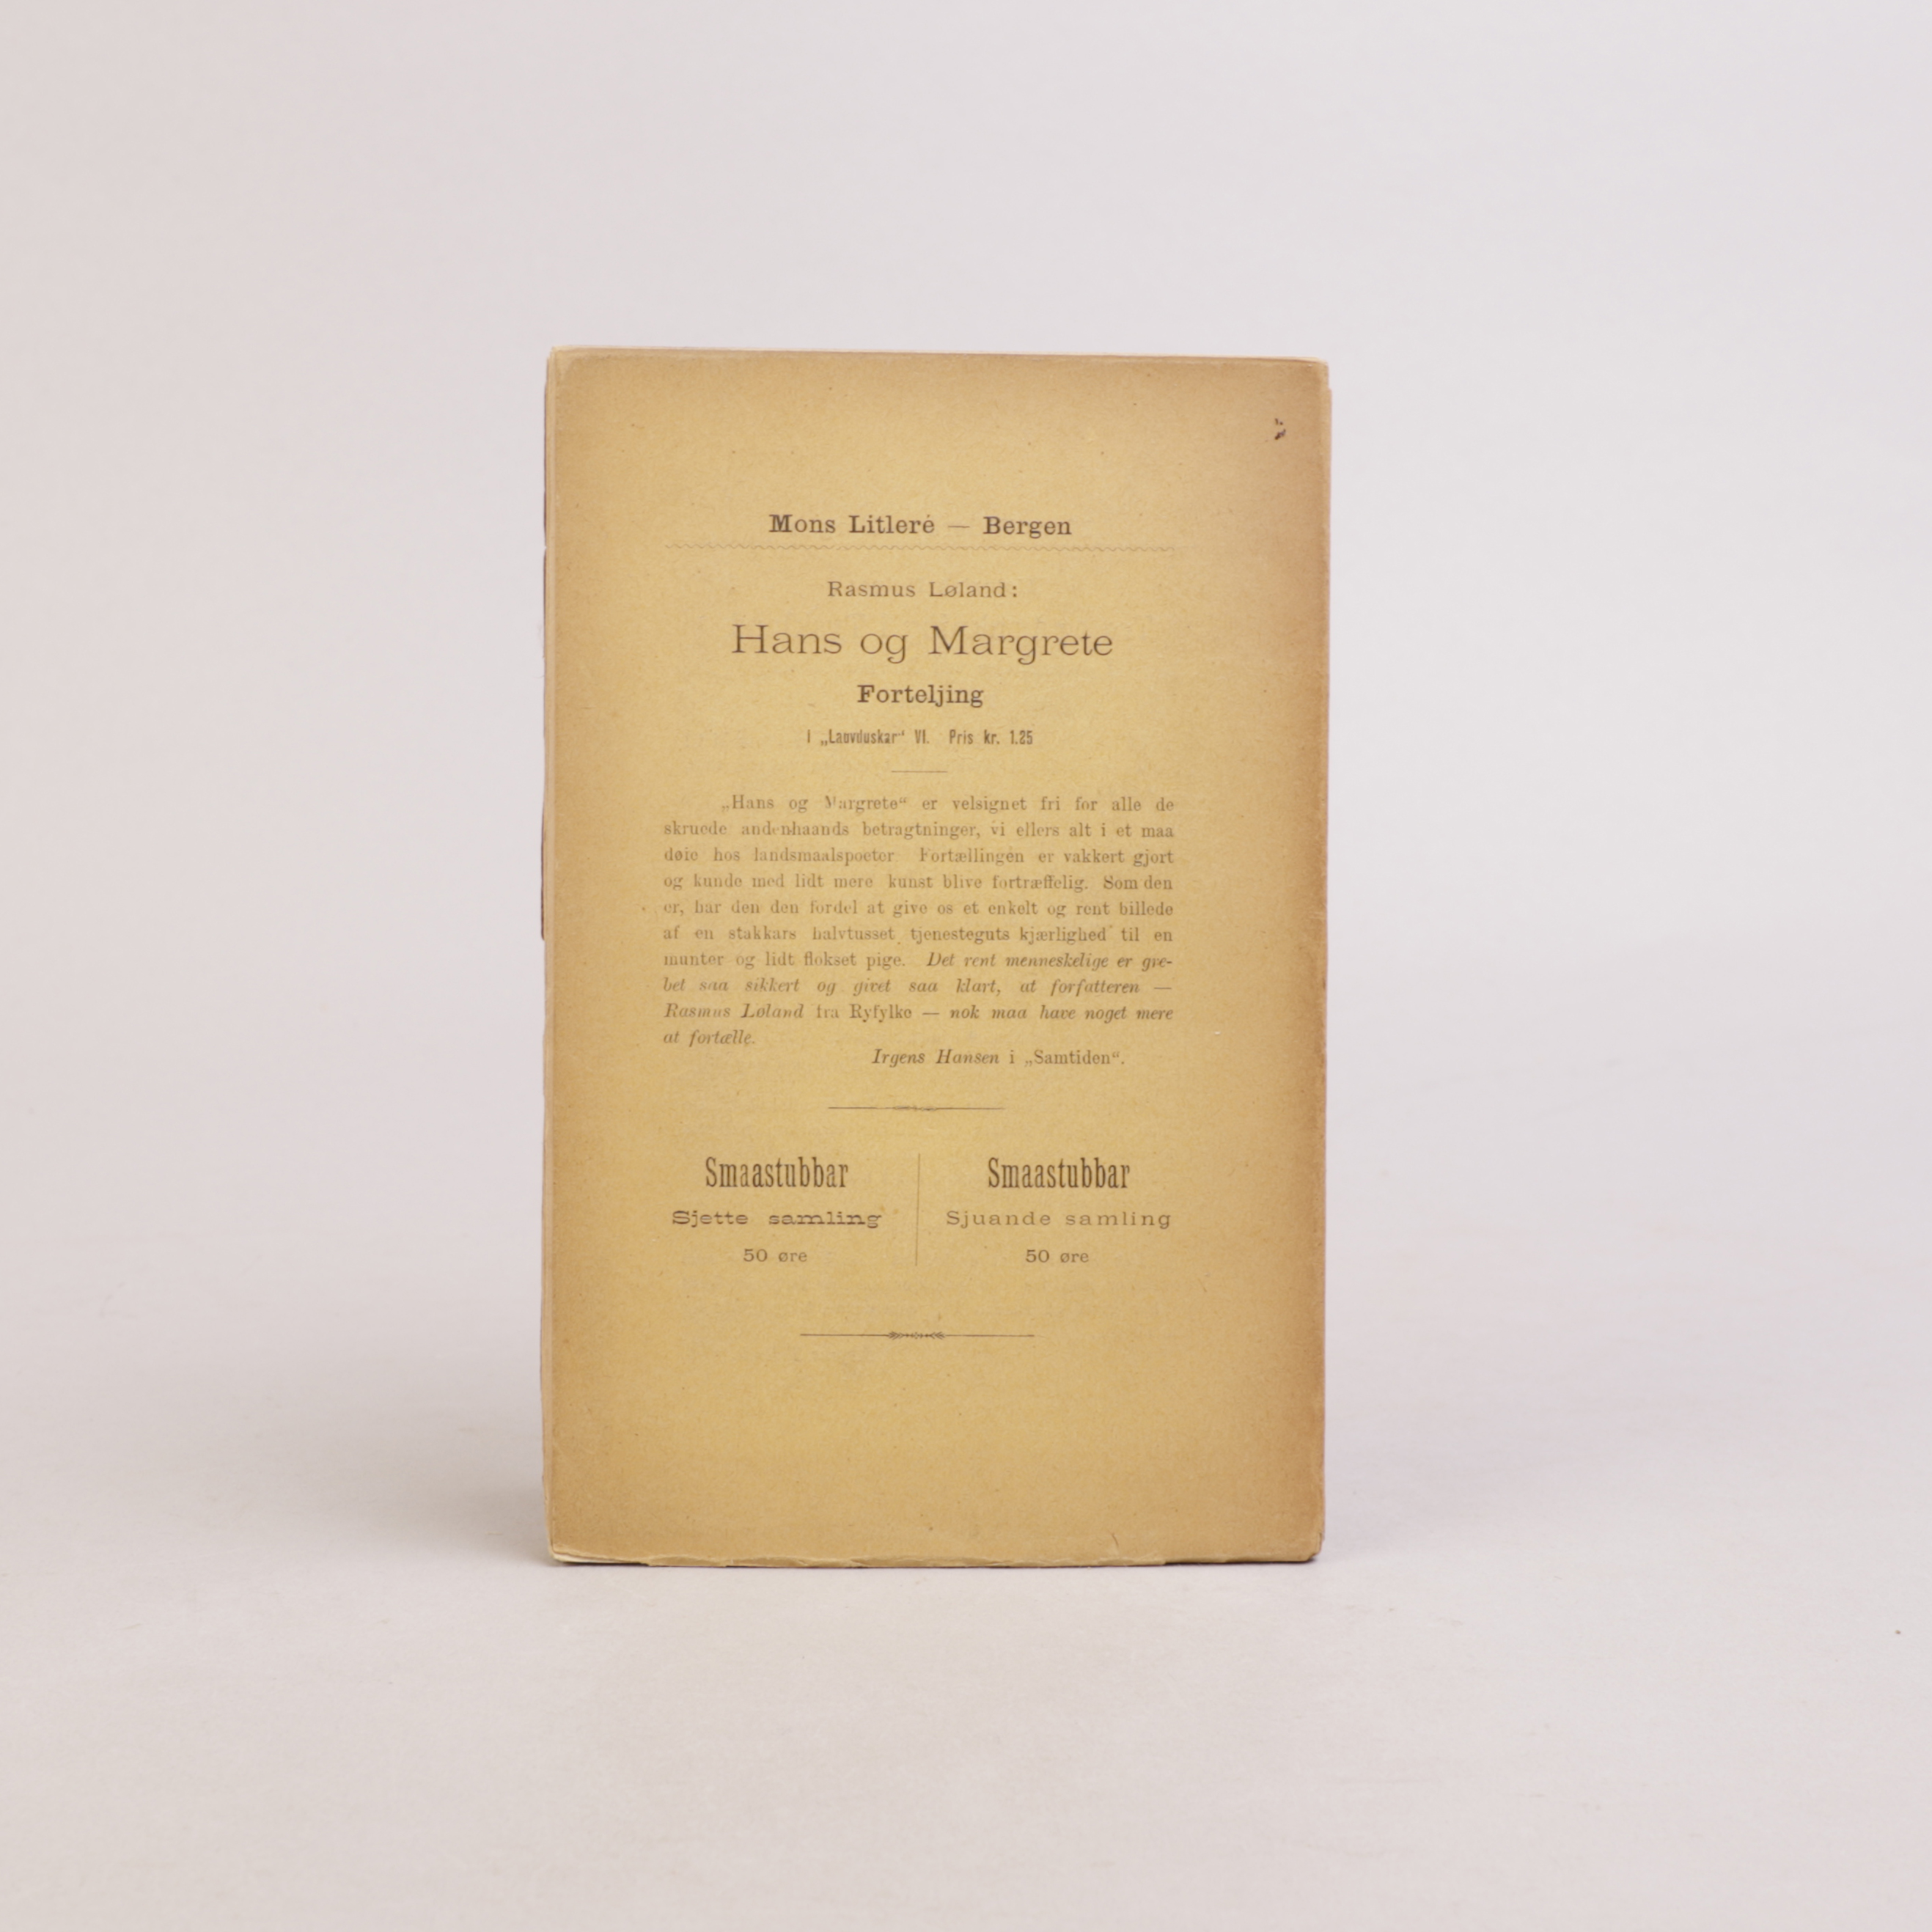 Mons Litleré — Bergen
Rasmus Løland:
Hans og Margrete
Forteljing
I „Lauvduskar“ VI. Pris kr. 1.25
„Hans og Margrete“ er velsignet fri for alle de
skruede andenhaands betragtninger, vi ellers alt i et maa
døie hos landsmaalspoeter. Fortællingen er vakkert gjort
og kunde med lidt mere kunst blive fortræffelig. Som den
er, har den den fordel at give os et enkelt og rent billede
af en stakkars halvtusset tjenesteguts kjærlighed til en
munter og lidt flokset pige. Det rent menneskelige er gre-
bet saa sikkert og givet saa klart, at forfatteren —
Rasmus Løland fra Ryfylke — nok maa have noget mere
at fortælle.
Irgens Hansen i „Samtiden“.
Smaastubbar
Sjette samling
50 øre
Smaastubbar
Sjuande samling
50 øre